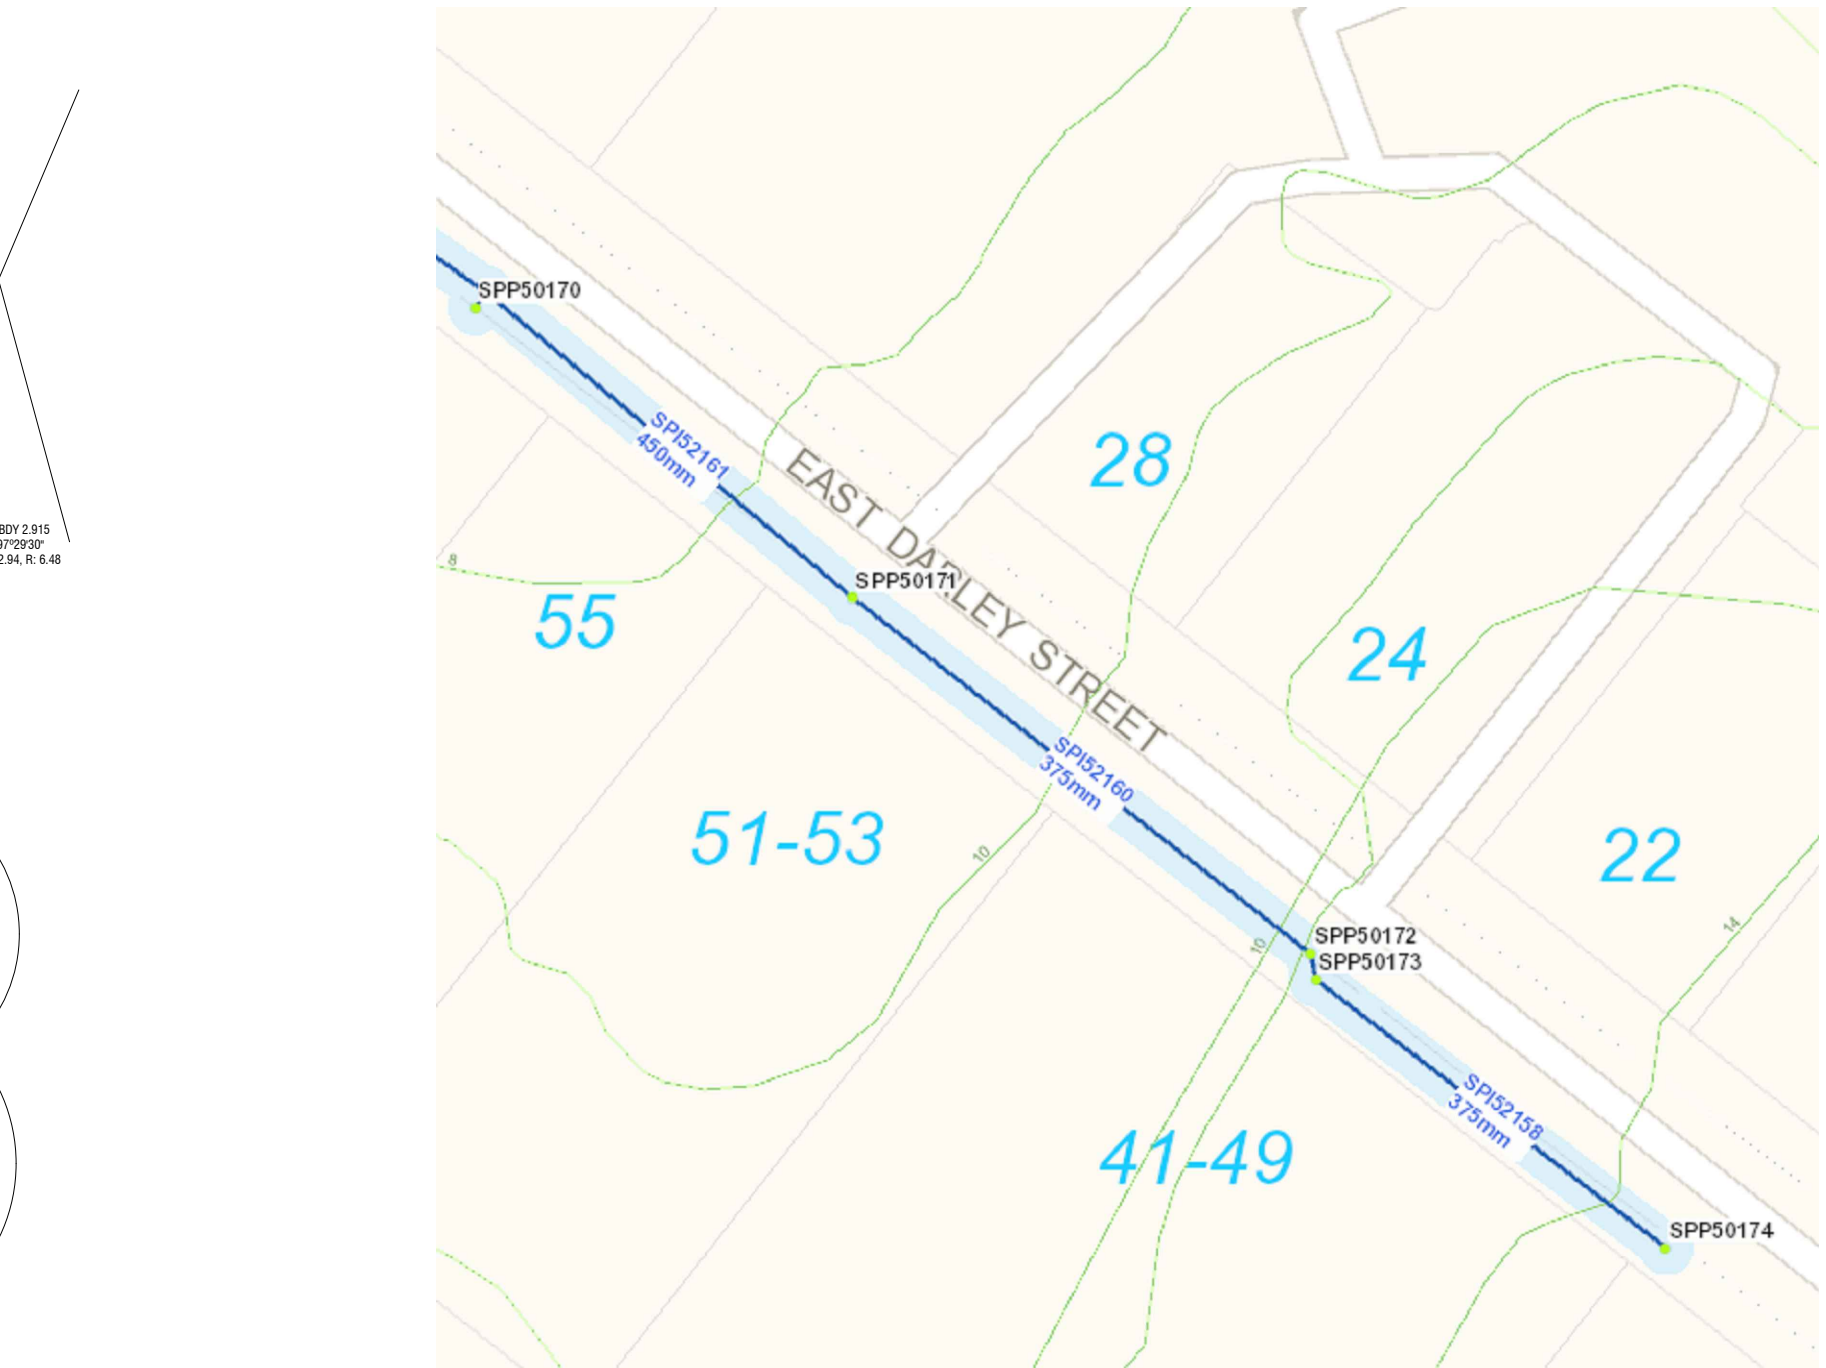 SPP50170
SPI52161
450mm
EAST DARLEY STREET
28
BDY 2.915
97°29'30"
2.94, R: 6.48
8
SPP50171
55
24
SPI52160
375mm
51-53
10
22
14
SPP50172
10
SPP50173
SPI52158
375mm
41-49
SPP50174